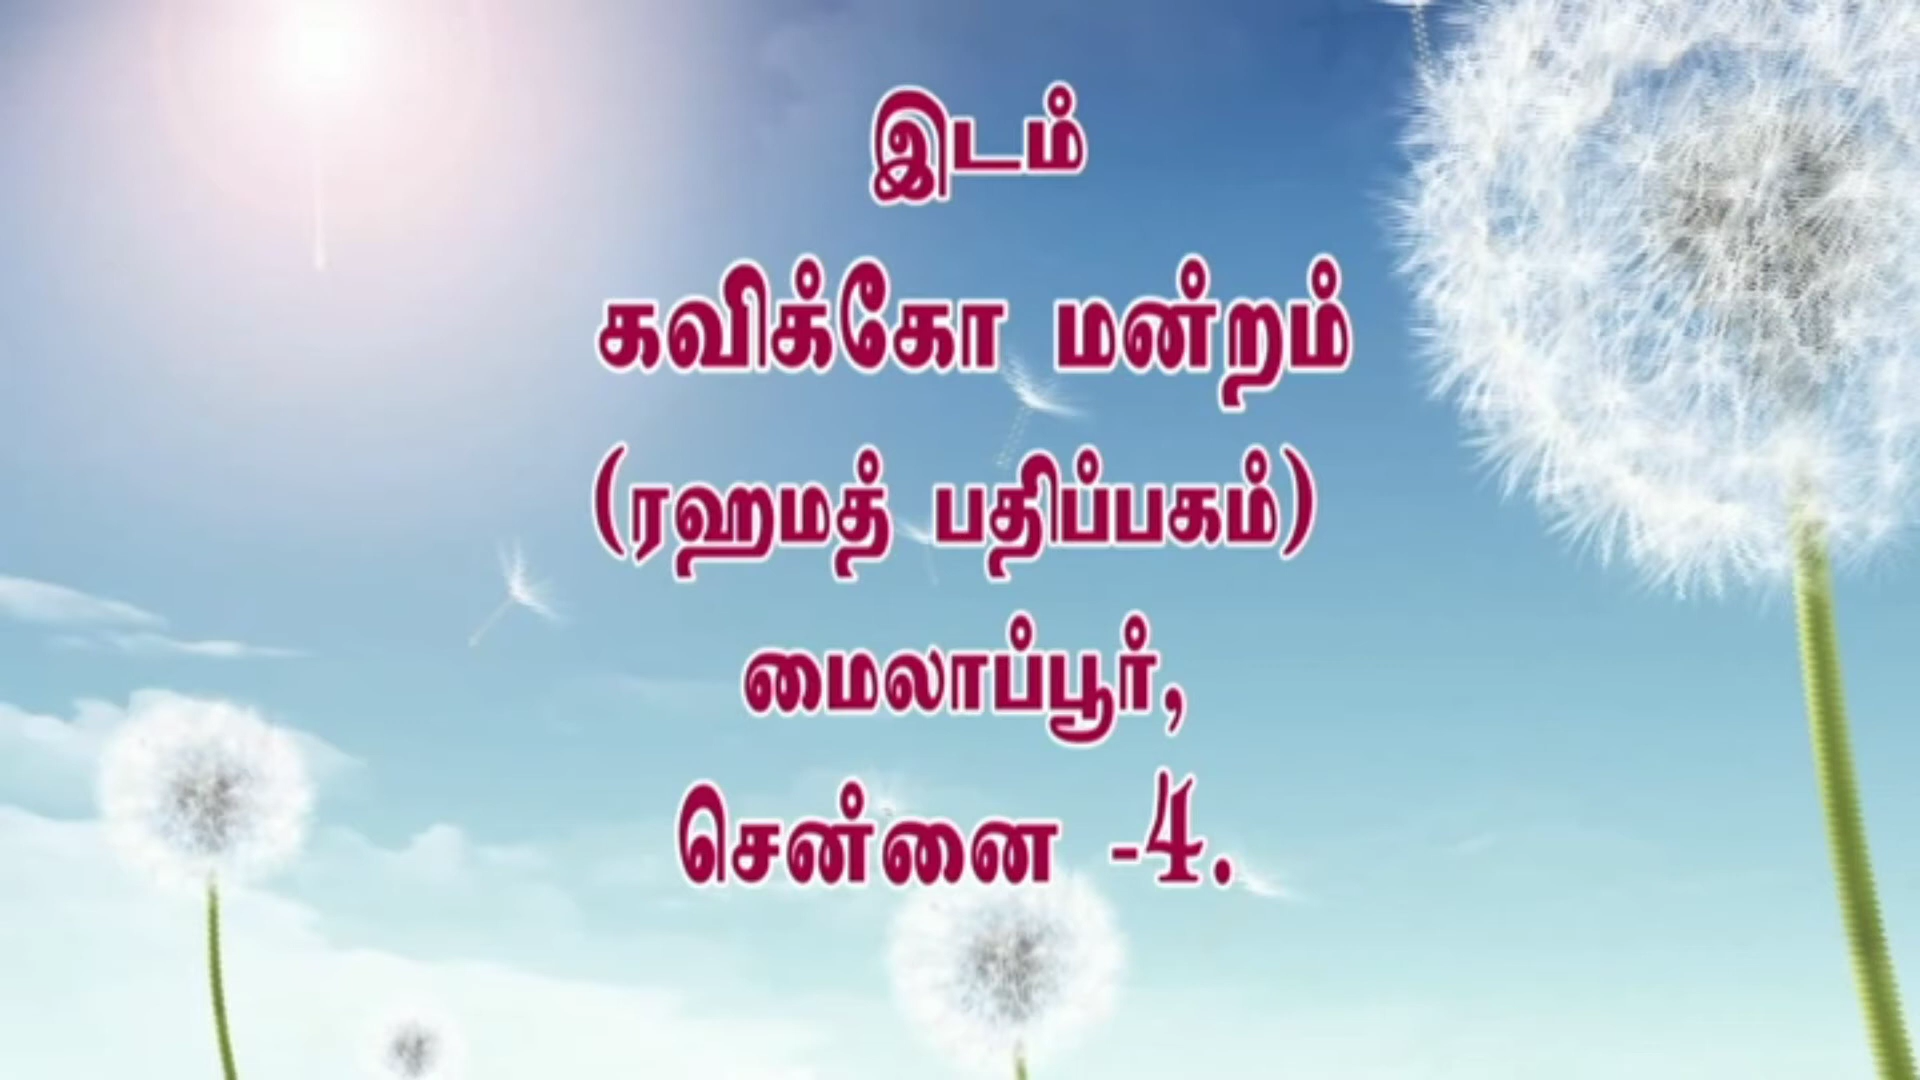 இடம்
கவிக்கோ மன்றம்
(ரஹமத் பதிப்பகம்)
மைலாப்பூர்,
சென்னை -4.